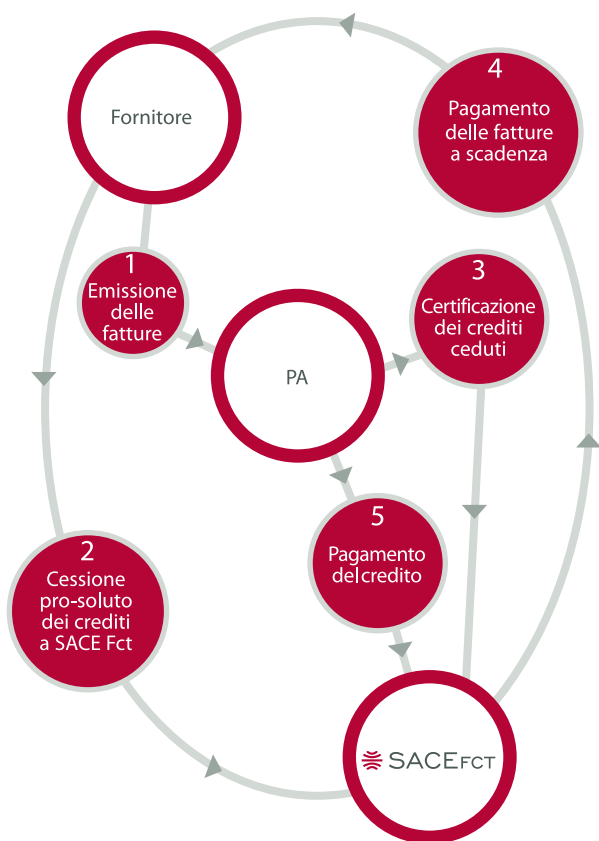 Fornitore
1
Emissione
delle
fatture
2
Cessione
pro-soluto
dei crediti
a SACE Fct
PA
3
Certificazione
dei crediti
ceduti
4
Pagamento
delle fatture
a scadenza
5
Pagamento
del credito
SACE FCT